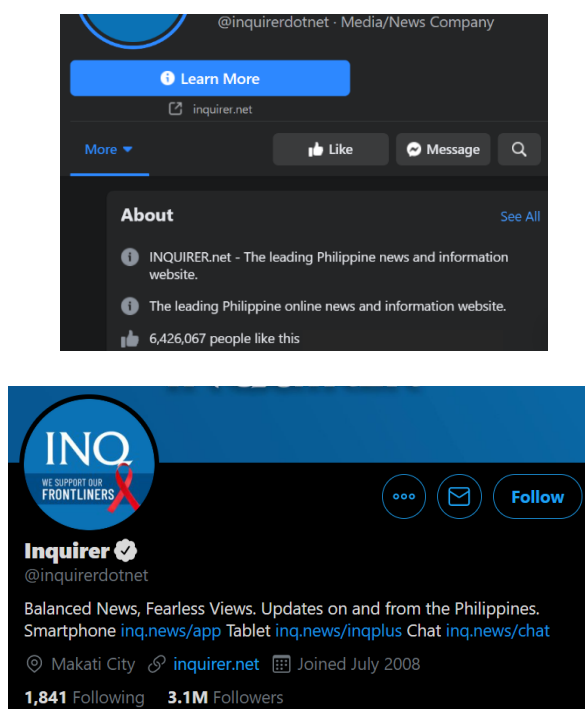 @inquirerdotnet · Media/News Company
Learn More
inquirer.net
More
Like
Message
About
See All
INQUIRER.net - The leading Philippine news and information
website.
The leading Philippine online news and information website.
6,426,067 people like this
INQ
WE SUPPORT OUR
FRONTLINERS
Follow
Inquirer
@inquirerdotnet
Balanced News, Fearless Views. Updates on and from the Philippines.
Smartphone inq.news/app Tablet inq.news/inqplus Chat inq.news/chat
Makati City inquirer.net Joined July 2008
1,841 Following 3.1M Followers